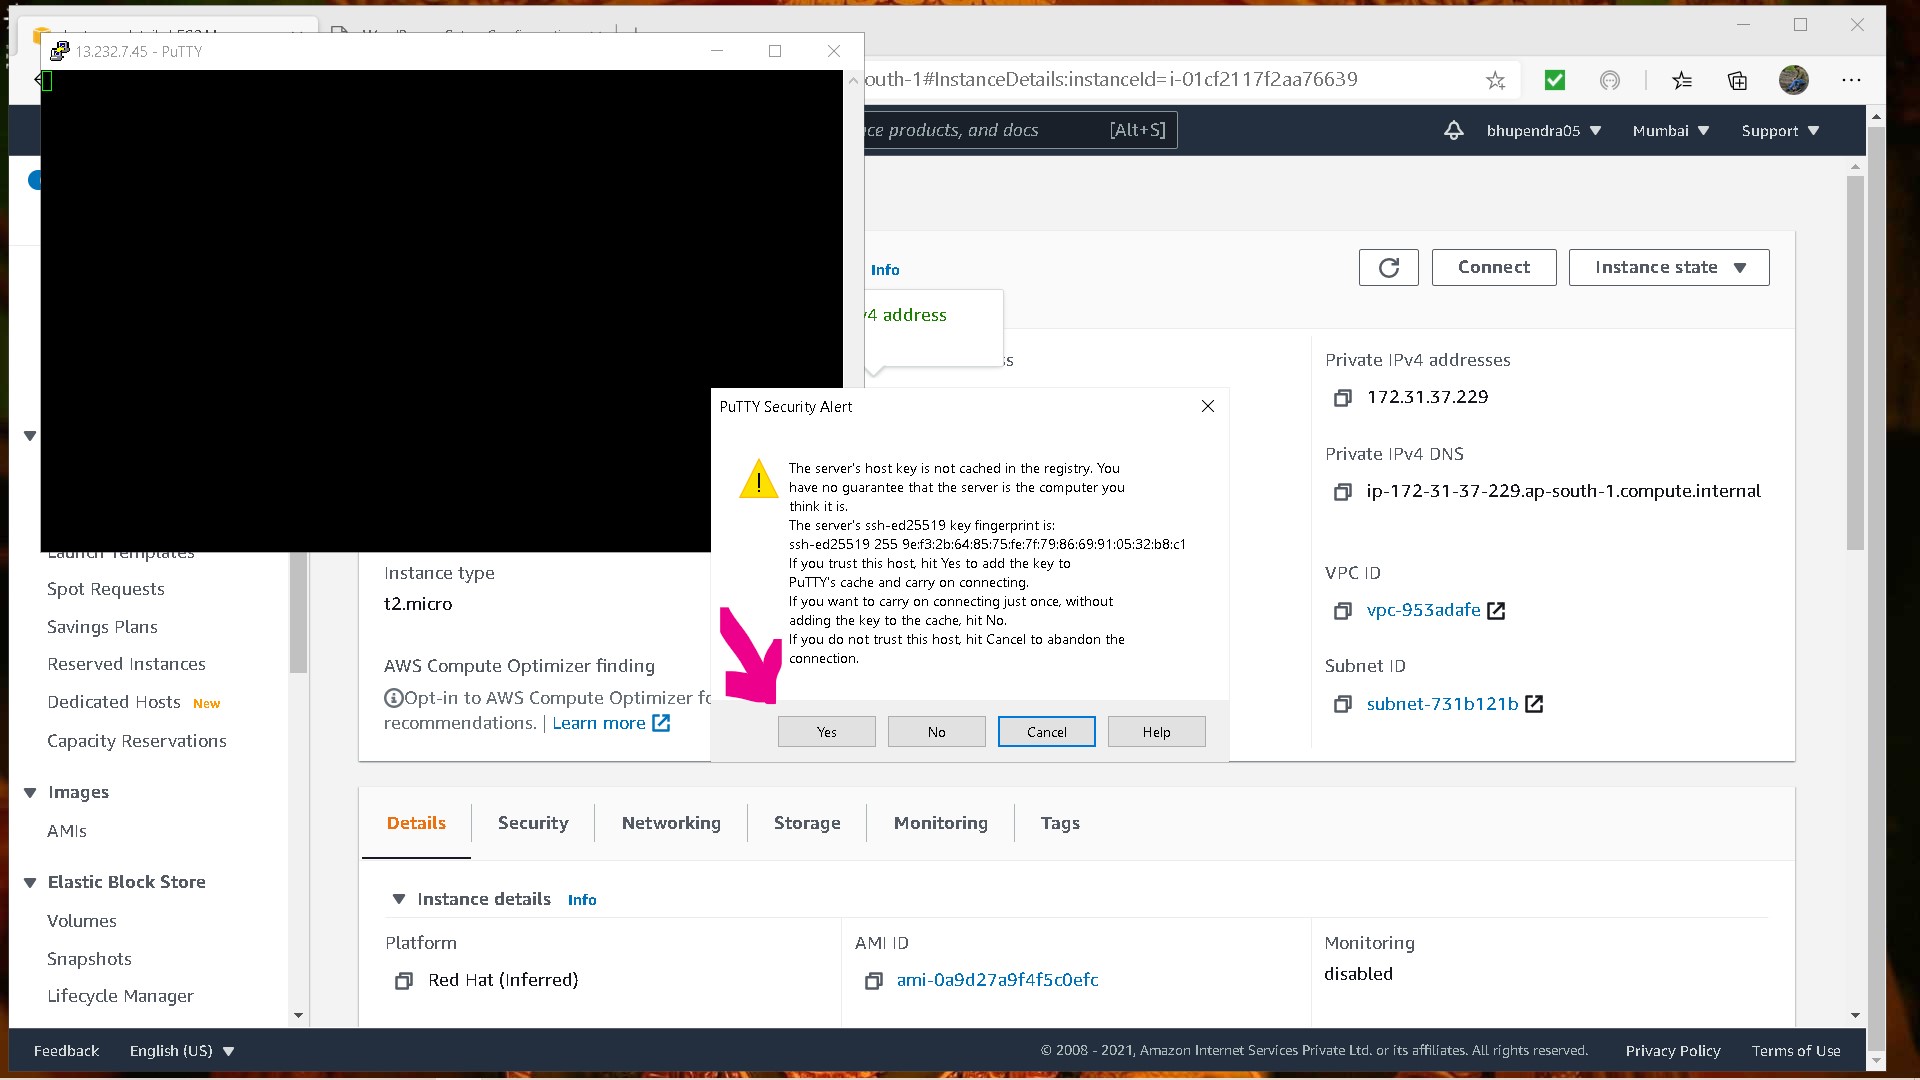 13.232.7.45 - PuTTY
outh-1#InstanceDetails:instanceId=i-01cf2117f2aa76639
ce products, and docs
[Alt+S]
bhupendra05
Mumbai
Support
Info
Connect
Instance state
v4 address
Private IPv4 addresses
172.31.37.229
Private IPv4 DNS
ip-172-31-37-229.ap-south-1.compute.internal
VPC ID
vpc-953adafe
Subnet ID
subnet-731b121b
PuTTY Security Alert
The server's host key is not cached in the registry. You
have no guarantee that the server is the computer you
think it is.
The server's ssh-ed25519 key fingerprint is:
ssh-ed25519 255 9e:f3:2b:64:85:75:fe:7f:79:86:69:91:05:32:b8:c1
If you trust this host, hit Yes to add the key to
PuTTY's cache and carry on connecting.
If you want to carry on connecting just once, without
adding the key to the cache, hit No.
If you do not trust this host, hit Cancel to abandon the
connection.
Yes
No
Cancel
Help
Launch Templates
Spot Requests
Savings Plans
Reserved Instances
Dedicated Hosts New
Capacity Reservations
Images
AMIs
Elastic Block Store
Volumes
Snapshots
Lifecycle Manager
Instance type
t2.micro
AWS Compute Optimizer finding
Opt-in to AWS Compute Optimizer fo
recommendations. | Learn more
Details
Security
Networking
Storage
Monitoring
Tags
Instance details Info
Platform
Red Hat (Inferred)
AMI ID
ami-0a9d27a9f4f5c0efc
Monitoring
disabled
Feedback
English (US)
© 2008 - 2021, Amazon Internet Services Private Ltd. or its affiliates. All rights reserved.
Privacy Policy
Terms of Use